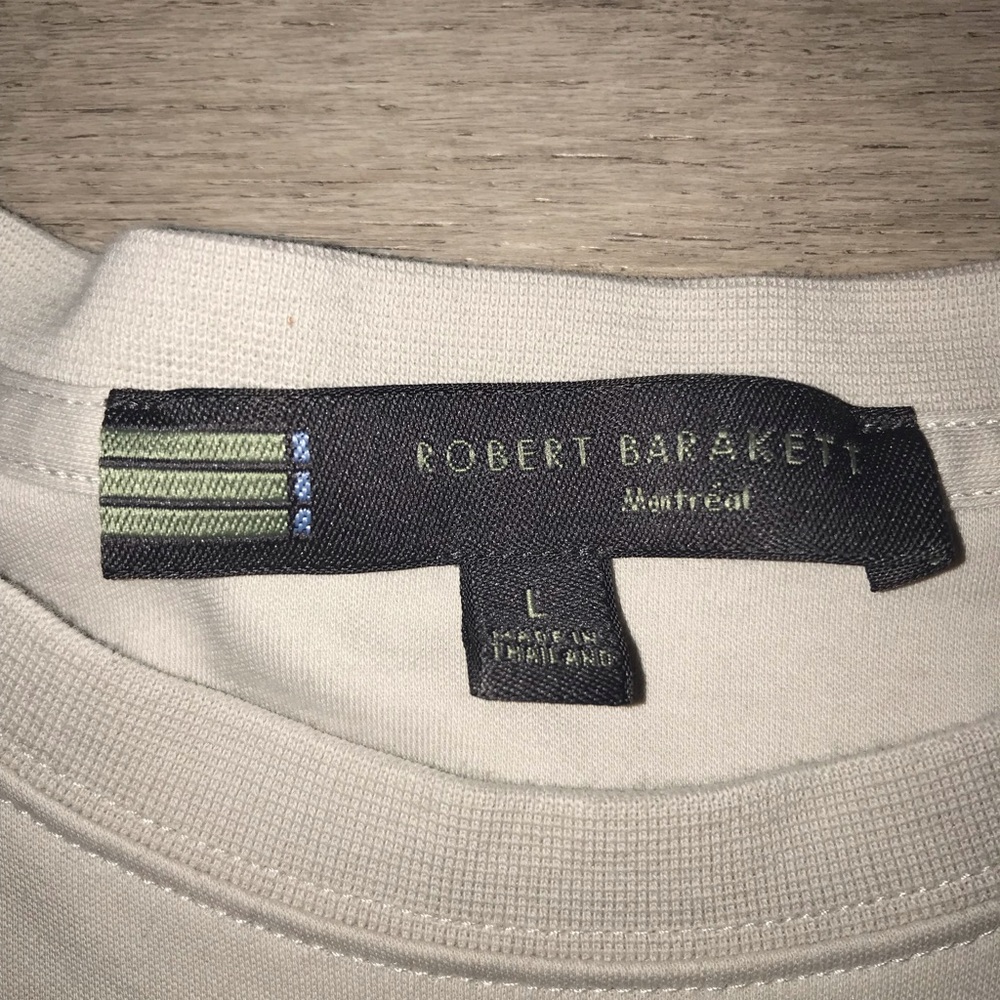 ROBERT BARAKETT
Montréal
L
MADE IN
THAILAND